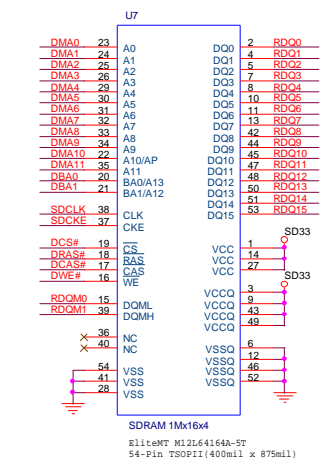 U7
DMA0 23 A0 DQ0 2 RDQ0
DMA1 24 A1 DQ1 4 RDQ1
DMA2 25 A2 DQ2 5 RDQ2
DMA3 26 A3 DQ3 7 RDQ3
DMA4 29 A4 DQ4 8 RDQ4
DMA5 30 A5 DQ5 10 RDQ5
DMA6 31 A6 DQ6 11 RDQ6
DMA7 32 A7 DQ7 13 RDQ7
DMA8 33 A8 DQ8 42 RDQ8
DMA9 34 A9 DQ9 44 RDQ9
DMA10 22 A10/AP DQ10 45 RDQ10
DMA11 35 A11 DQ11 47 RDQ11
DBA0 20 BA0/A13 DQ12 48 RDQ12
DBA1 21 BA1/A12 DQ13 50 RDQ13
DQ14 51 RDQ14
SDCLK 38 CLK DQ15 53 RDQ15
SDCKE 37 CKE
SD33
DCS# 19 CS VCC 1
DRAS# 18 RAS VCC 14
DCAS# 17 CAS VCC 27
DWE# 16 WE
SD33
RDQM0 15 DQML VCCQ 3
RDQM1 39 DQMH VCCQ 9
VCCQ 43
VCCQ 49
36 NC
40 NC
VSSQ 6
VSSQ 12
54 VSS VSSQ 46
41 VSS VSSQ 52
28 VSS
SDRAM 1Mx16x4
EliteMT M12L64164A-5T
54-Pin TSOPII(400mil x 875mil)